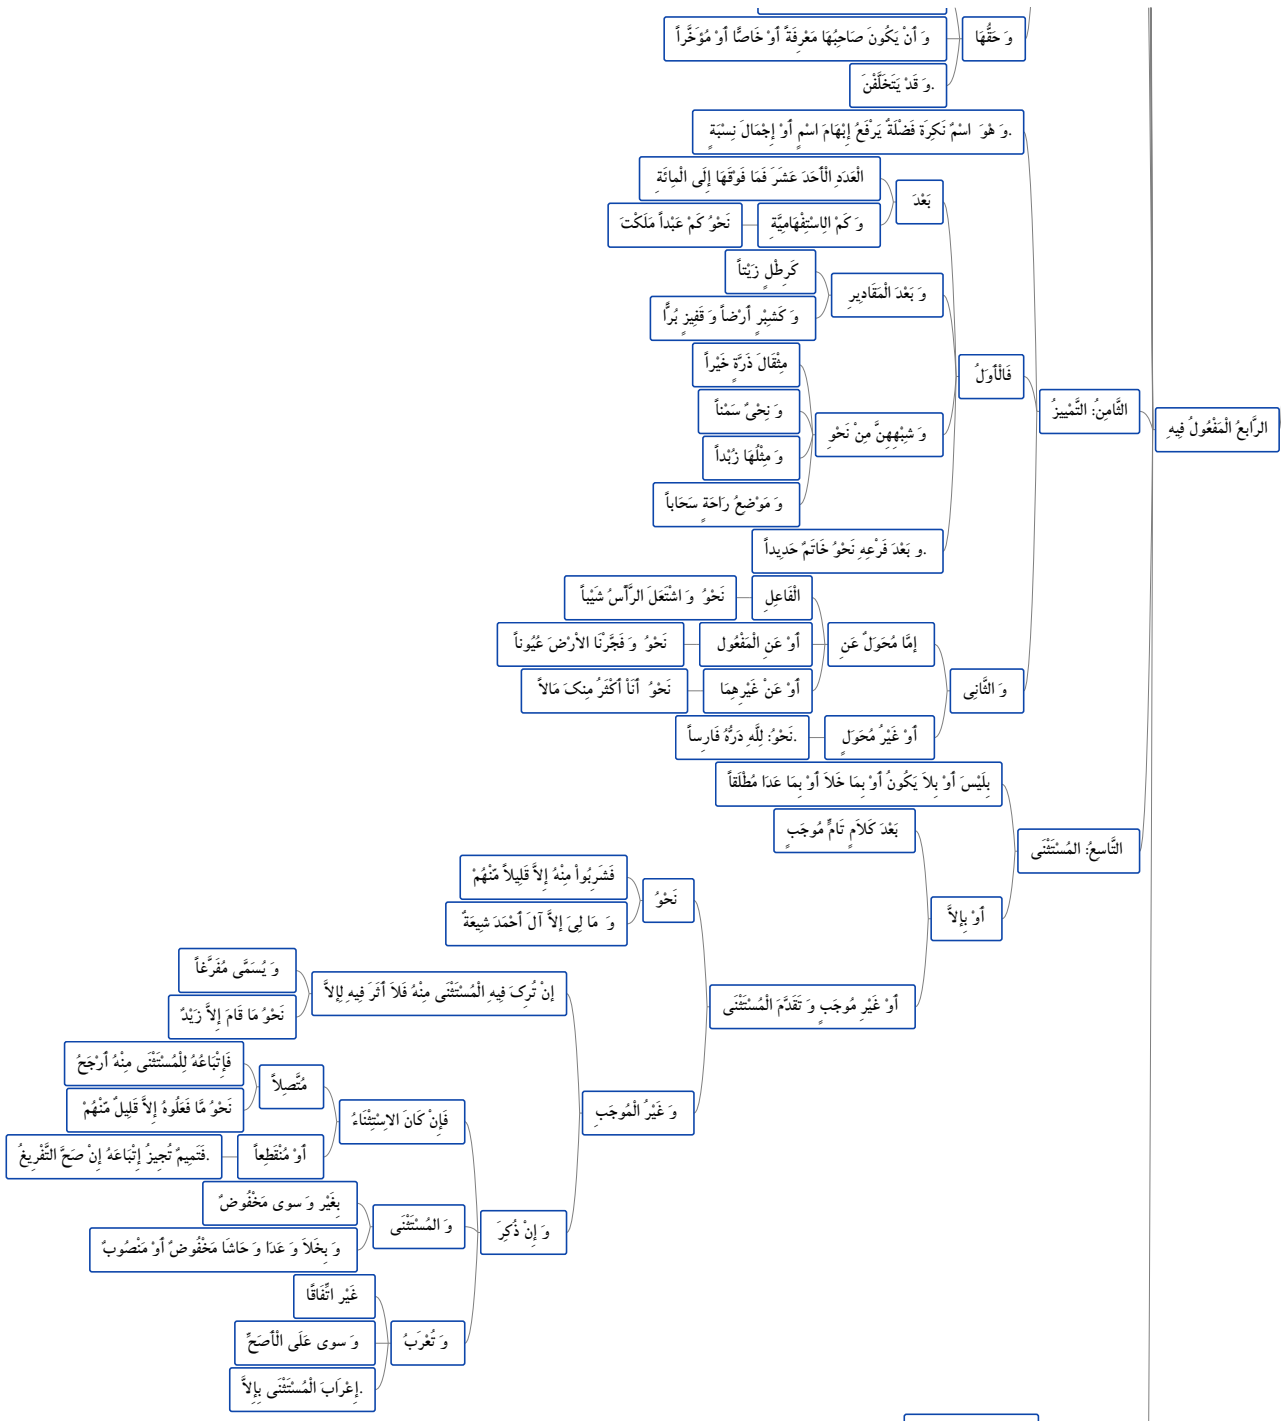 وَ حَقُّهَا
وَ أَنْ يَكُونَ صَاحِبُهَا مَعْرِفَةً أَوْ خَاصًّا أَوْ مُؤَخَّراً
وَ قَدْ يَتَخَلَّفْنَ.
الرَّابِعُ الْمَفْعُولُ فِيهِ
الثَّامِنُ: التَّمْيِيزُ
وَ هُوَ اسْمٌ نَكِرَة فَضْلَةٌ يَرْفَعُ إِبْهَامَ اسْمٍ أَوْ إِجْمَالَ نِسْبَةٍ.
فَالْأَوَلُ
بَعْدَ
الْعَدَدِ الْأَحَدَ عَشَرَ فَمَا فَوْقَهَا إِلَى الْمِائَةِ
وَ كَمْ الِاسْتِفْهَامِيَّةِ
نَحْوُ كَمْ عَبْداً مَلَكْتَ
وَ بَعْدَ الْمَقَادِيرِ
كَرِطْلٍ زَيْتاً
وَ كَشِبْرٍ أَرْضاً وَ قَفِيزٍ بُرًّا
وَ شِبْهِهِنَّ مِنْ نَحْوِ
مِثْقَالَ ذَرَّةٍ خَيْراً
وَ نِحْىٌ سَمْناً
وَ مِثْلُهَا زُبْداً
وَ مَوْضِعُ رَاحَةٍ سَحَاباً
و بَعْدَ فَرْعِهِ نَحْوُ خَاتَمٌ حَدِيداً.
وَ الثَّانِى
إِمَّا مُحَوَلٌ عَنِ
الْفَاعِلِ
نَحْوُ وَ اشْتَعَلَ الرَّأْسُ شَيْباً
أَوْ عَنِ الْمَفْعُول
نَحْوُ وَ فَجَّرْنَا الأَرْضَ عُيُوناً
أَوْ عَنْ غَيْرِهِمَا
نَحْوُ أَنَاْ أَكْثَرُ مِنكَ مَالاً
أَوْ غَيْرُ مُحَوَلٍ
نَحْوُ: لِلَّهِ دَرُّهُ فَارِساً.
التَّاسِعُ: المُسْتَثْنَى
بِلَيْسَ أَوْ بِلاَ يَكُونُ أَوْ بِمَا خَلاَ أَوْ بِمَا عَدَا مُطْلَقاً
أَوْ بِإِلاَّ
بَعْدَ كَلاَمٍ تَامٍّ مُوجَبٍ
أَوْ غَيْرِ مُوجَبٍ وَ تَقَدَّمَ الْمُسْتَثْنَى
نَحْوُ
فَشَرِبُواْ مِنْهُ إِلاَّ قَلِيلاً مِّنْهُمْ
وَ مَا لِىَ إِلاَّ آلَ أَحْمَدَ شِيعَةٌ
وَ غَيْرُ الْمُوجَبِ
إِنْ تُرِكَ فِيهِ الْمُسْتَثْنَى مِنْهُ فَلاَ أَثَرَ فِيهِ لِإِلاَّ
وَ يُسَمَّى مُفَرَّغاً
نَحْوُ مَا قَامَ إِلاَّ زَيْدٌ
وَ إِنْ ذُكِرَ
فَإِنْ كَانَ الاِسْتِثْنَاءُ
مُتَّصِلاً
فَإِتْبَاعُهُ لِلْمُسْتَثْنَى مِنْهُ أَرْجَحُ
نَحْوُ مَّا فَعَلُوهُ إِلاَّ قَلِيلٌ مِّنْهُمْ
أَوْ مُنْقَطِعاً
فَتَمِيمٌ تُجِيزُ إِتْبَاعَهُ إِنْ صَحَّ التَّفْرِيغُ.
وَ المُسْتَثْنَى
بِغَيْر وَ سوى مَخْفُوضٌ
وَ بِخَلاَ وَ عَدَا وَ حَاشَا مَخْفُوضٌ أَوْ مَنْصُوبٌ
وَ تُعْرَبُ
غَيْر اتِّفَاقًا
وَ سوى عَلَى الْأَصَحِّ
إِعْرَابَ الْمُسْتَثْنَى بِإِلاَّ.